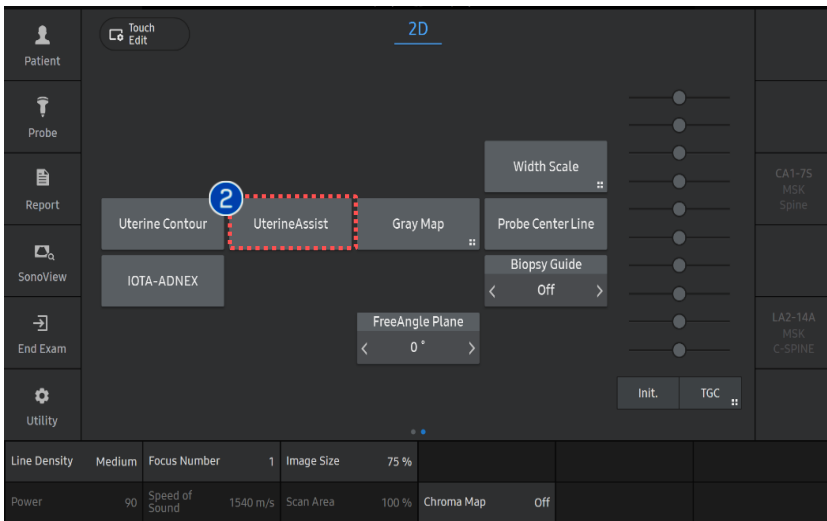 Touch
Edit
2D
Patient
Probe
Report
SonoView
End Exam
Utility
2
Width Scale
Uterine Contour
UterineAssist
Gray Map
Probe Center Line
IOTA-ADNEX
Biopsy Guide
< Off >
FreeAngle Plane
< 0 ° >
CA1-7S
MSK
Spine
LA2-14A
MSK
C-SPINE
Init.
TGC
Line Density Medium
Focus Number 1
Image Size 75 %
Power 90
Speed of
Sound 1540 m/s
Scan Area 100 %
Chroma Map Off